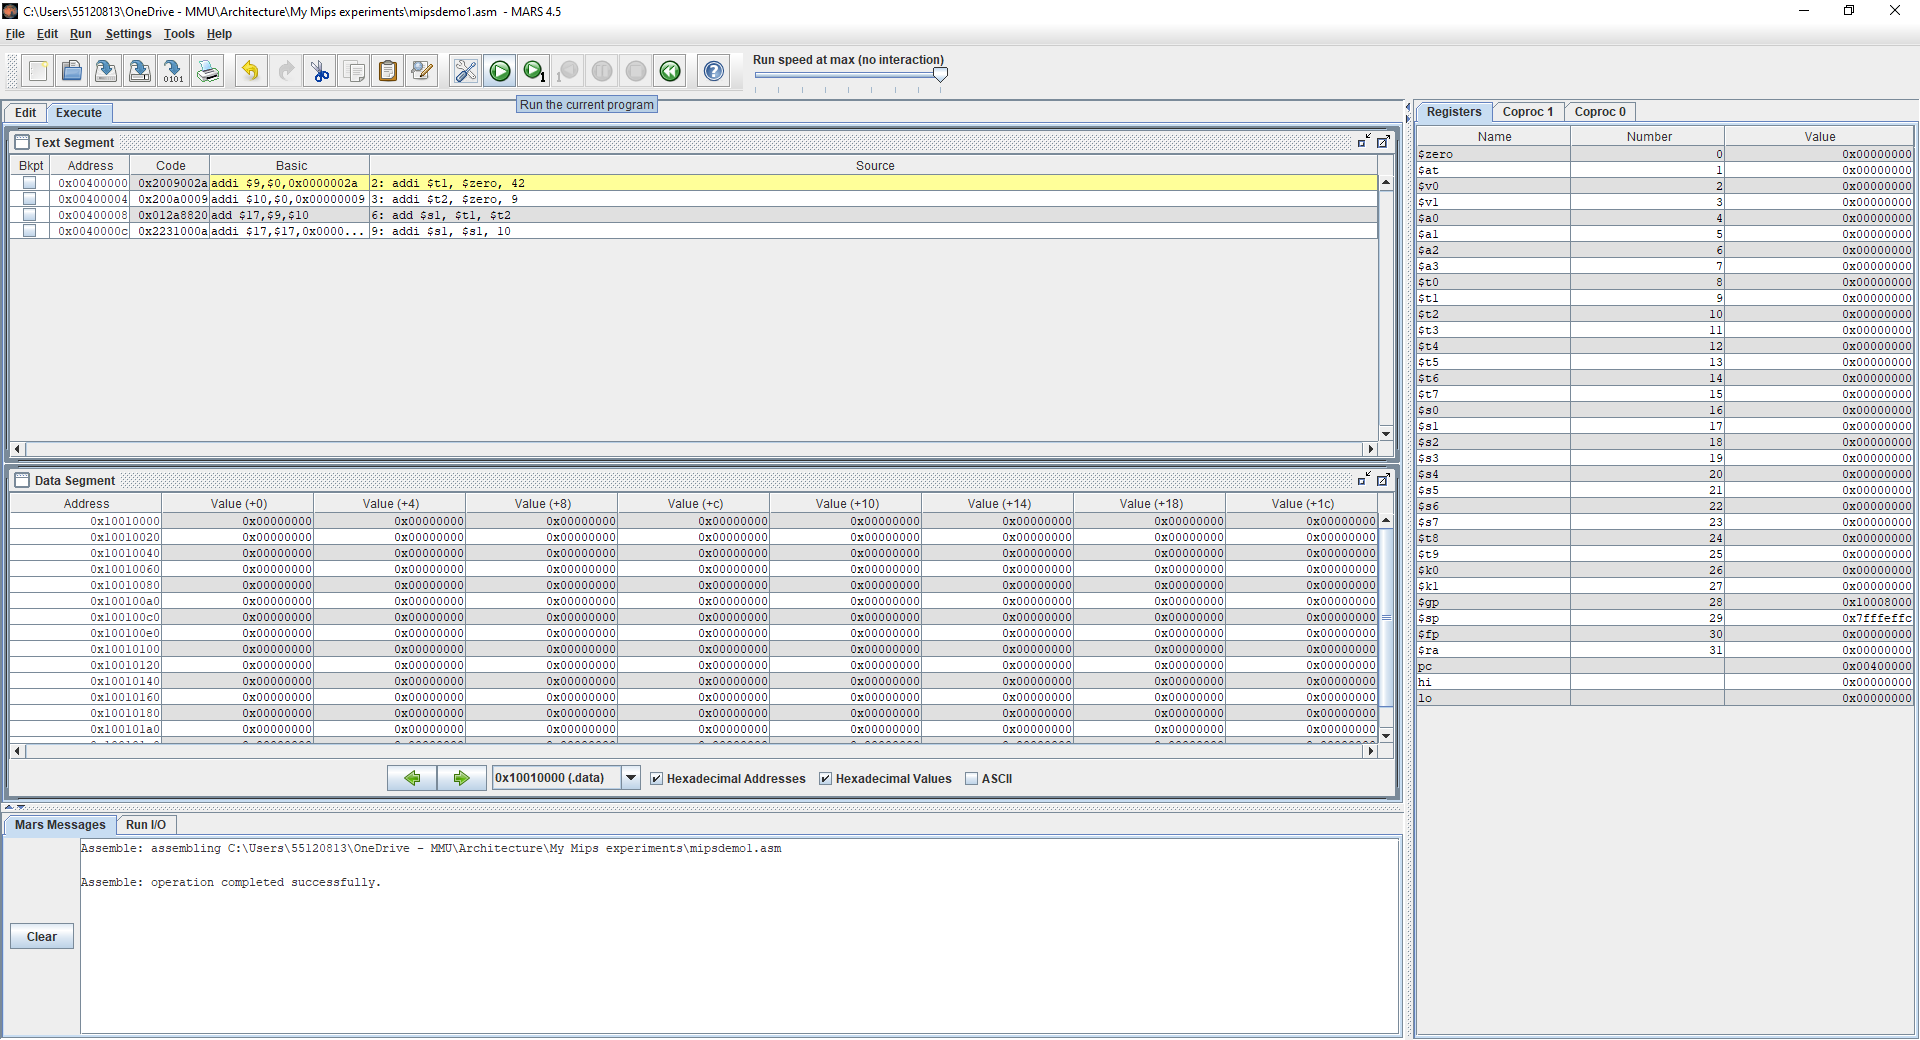 C:\Users\55120813\OneDrive - MMU\Architecture\My Mips experiments\mipsdemo1.asm - MARS 4.5
File Edit Run Settings Tools Help
Run speed at max (no interaction)
Run the current program
Edit Execute
Text Segment
Bkpt Address Code Basic Source
0x00400000 0x2009002a addi $9,$0,0x0000002a 2: addi $t1, $zero, 42
0x00400004 0x200a0009 addi $10,$0,0x00000009 3: addi $t2, $zero, 9
0x00400008 0x012a8820 add $17,$9,$10 6: add $s1, $t1, $t2
0x0040000c 0x2231000a addi $17,$17,0x0000... 9: addi $s1, $s1, 10
Data Segment
Address Value (+0) Value (+4) Value (+8) Value (+c) Value (+10) Value (+14) Value (+18) Value (+1c)
0x10010000 0x00000000 0x00000000 0x00000000 0x00000000 0x00000000 0x00000000 0x00000000 0x00000000
0x10010020 0x00000000 0x00000000 0x00000000 0x00000000 0x00000000 0x00000000 0x00000000 0x00000000
0x10010040 0x00000000 0x00000000 0x00000000 0x00000000 0x00000000 0x00000000 0x00000000 0x00000000
0x10010060 0x00000000 0x00000000 0x00000000 0x00000000 0x00000000 0x00000000 0x00000000 0x00000000
0x10010080 0x00000000 0x00000000 0x00000000 0x00000000 0x00000000 0x00000000 0x00000000 0x00000000
0x100100a0 0x00000000 0x00000000 0x00000000 0x00000000 0x00000000 0x00000000 0x00000000 0x00000000
0x100100c0 0x00000000 0x00000000 0x00000000 0x00000000 0x00000000 0x00000000 0x00000000 0x00000000
0x100100e0 0x00000000 0x00000000 0x00000000 0x00000000 0x00000000 0x00000000 0x00000000 0x00000000
0x10010100 0x00000000 0x00000000 0x00000000 0x00000000 0x00000000 0x00000000 0x00000000 0x00000000
0x10010120 0x00000000 0x00000000 0x00000000 0x00000000 0x00000000 0x00000000 0x00000000 0x00000000
0x10010140 0x00000000 0x00000000 0x00000000 0x00000000 0x00000000 0x00000000 0x00000000 0x00000000
0x10010160 0x00000000 0x00000000 0x00000000 0x00000000 0x00000000 0x00000000 0x00000000 0x00000000
0x10010180 0x00000000 0x00000000 0x00000000 0x00000000 0x00000000 0x00000000 0x00000000 0x00000000
0x100101a0 0x00000000 0x00000000 0x00000000 0x00000000 0x00000000 0x00000000 0x00000000 0x00000000
0x10010000 (.data) Hexadecimal Addresses Hexadecimal Values ASCII
Mars Messages Run I/O
Assemble: assembling C:\Users\55120813\OneDrive - MMU\Architecture\My Mips experiments\mipsdemo1.asm
Assemble: operation completed successfully.
Clear
Registers Coproc 1 Coproc 0
Name Number Value
$zero 0 0x00000000
$at 1 0x00000000
$v0 2 0x00000000
$v1 3 0x00000000
$a0 4 0x00000000
$a1 5 0x00000000
$a2 6 0x00000000
$a3 7 0x00000000
$t0 8 0x00000000
$t1 9 0x00000000
$t2 10 0x00000000
$t3 11 0x00000000
$t4 12 0x00000000
$t5 13 0x00000000
$t6 14 0x00000000
$t7 15 0x00000000
$s0 16 0x00000000
$s1 17 0x00000000
$s2 18 0x00000000
$s3 19 0x00000000
$s4 20 0x00000000
$s5 21 0x00000000
$s6 22 0x00000000
$s7 23 0x00000000
$t8 24 0x00000000
$t9 25 0x00000000
$k0 26 0x00000000
$k1 27 0x00000000
$gp 28 0x10008000
$sp 29 0x7fffeffc
$fp 30 0x00000000
$ra 31 0x00000000
pc 0x00400000
hi 0x00000000
lo 0x00000000